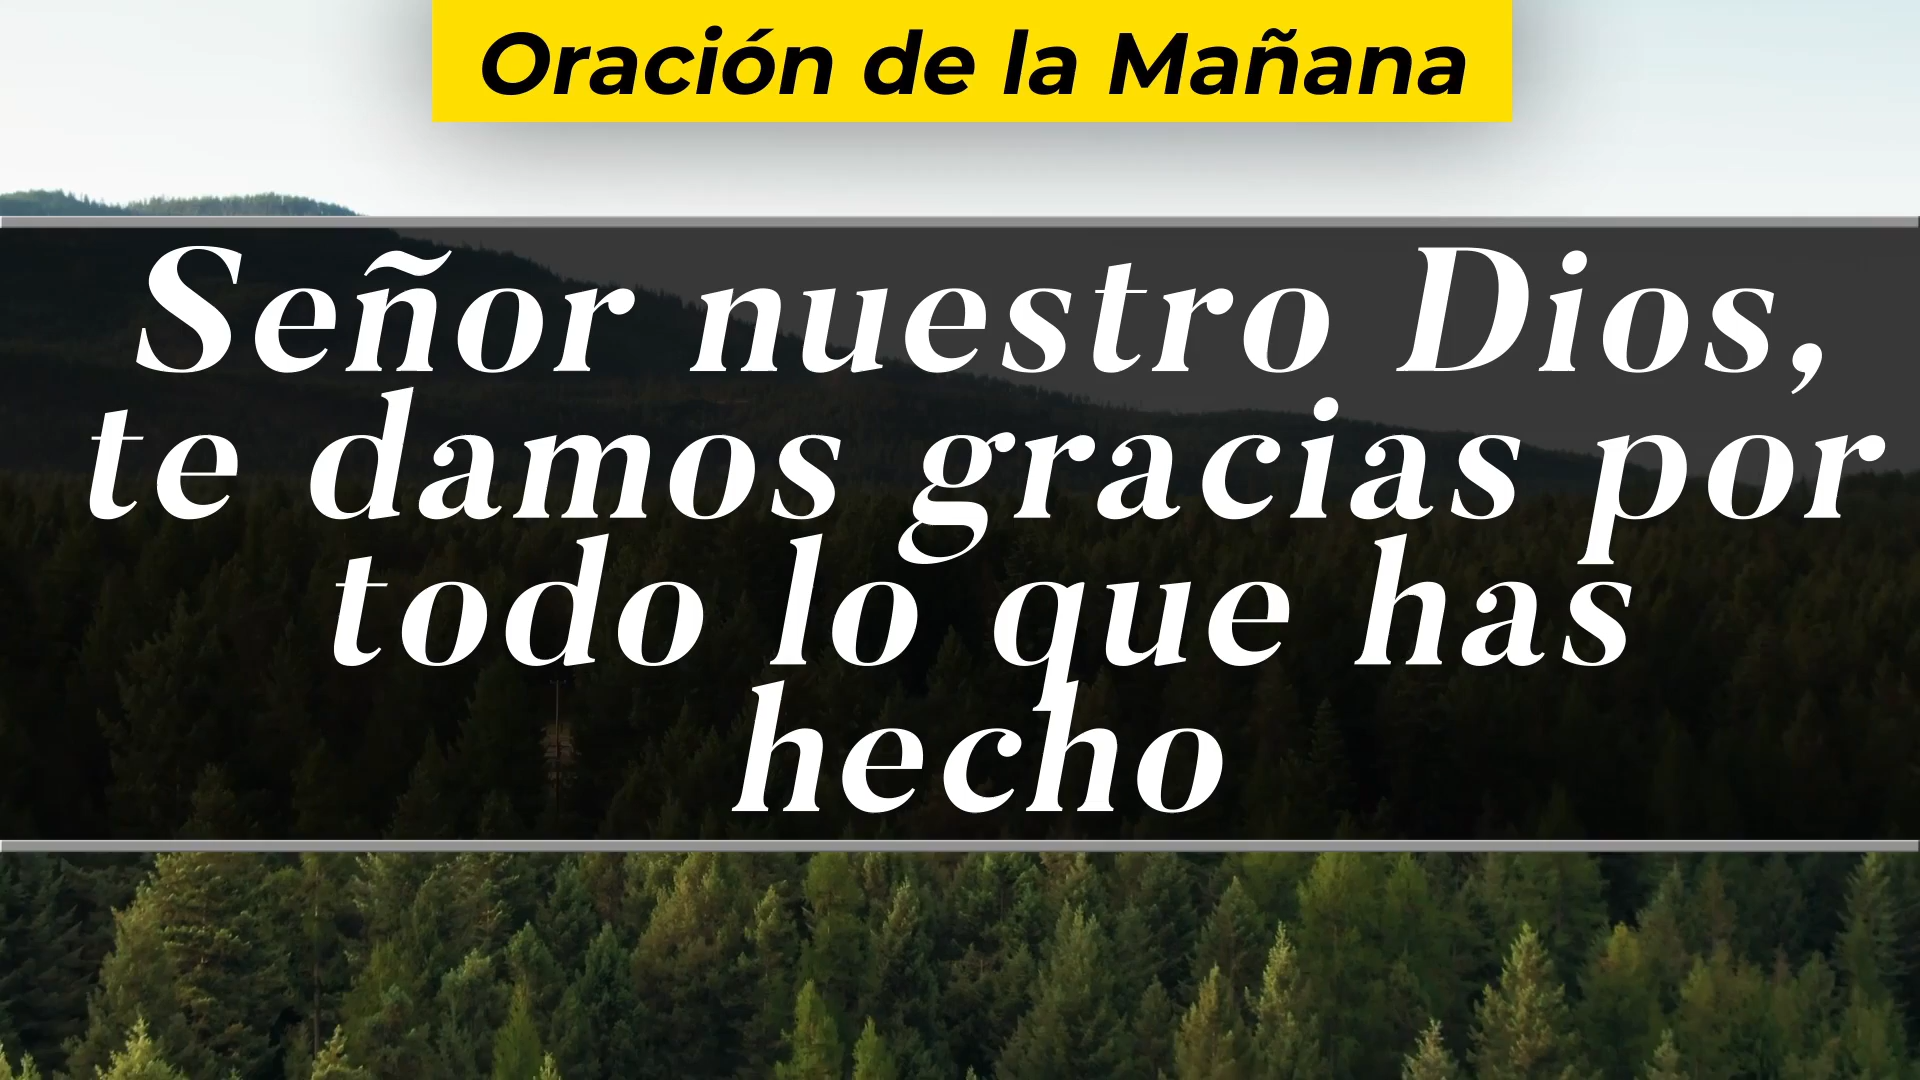 Oración de la Mañana
Señor nuestro Dios,
te damos gracias por
todo lo que has
hecho